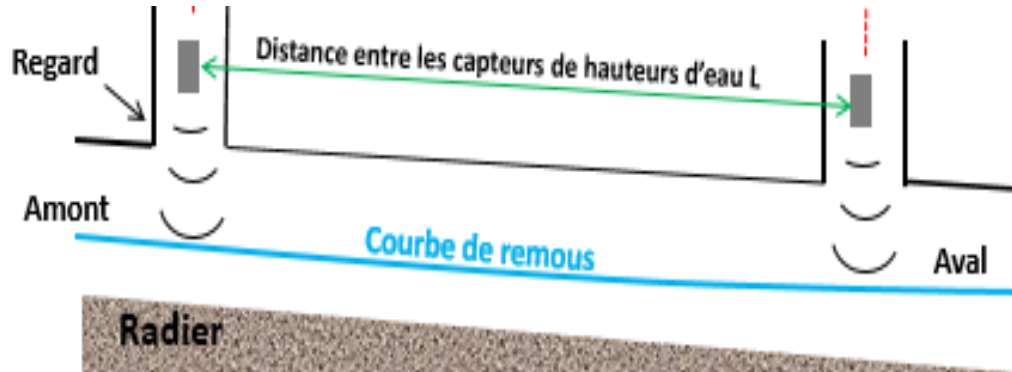 Regard
Distance entre les capteurs de hauteurs d'eau L
Amont
Courbe de remous
Aval
Radier